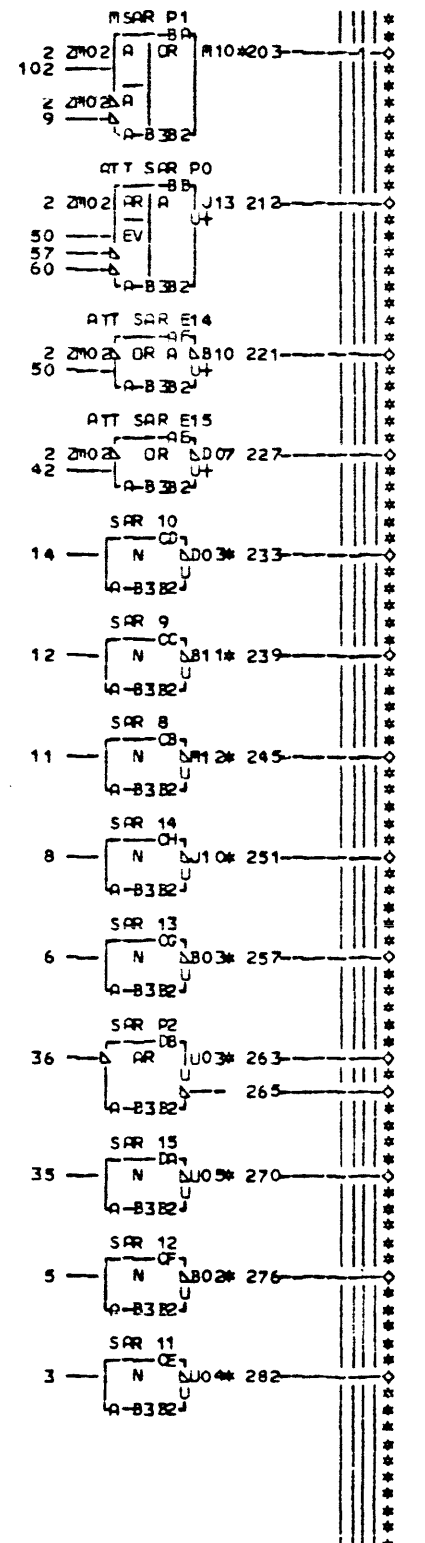 MSAR P1
BA
2 ZM02 A OR M10*203
102
2 ZM02 A
9
A-B3B2
ATT SAR P0
BB
2 ZM02 AR A J13 212
50 EV U+
57
60
A-B3B2
ATT SAR E14
2 ZM02 OR A B10 221
50 U+
A-B3B2
ATT SAR E15
2 ZM02 OR D07 227
42 U+
A-B3B2
SAR 10
CD
14 N D03* 233
U
A-B3B2
SAR 9
CC
12 N B11* 239
U
A-B3B2
SAR 8
CB
11 N M12* 245
U
A-B3B2
SAR 14
CH
8 N J10* 251
U
A-B3B2
SAR 13
CG
6 N B03* 257
U
A-B3B2
SAR P2
DB
36 AR U03* 263
U
265
A-B3B2
SAR 15
DA
35 N U05* 270
U
A-B3B2
SAR 12
CF
5 N B02* 276
U
A-B3B2
SAR 11
CE
3 N U04* 282
U
A-B3B2